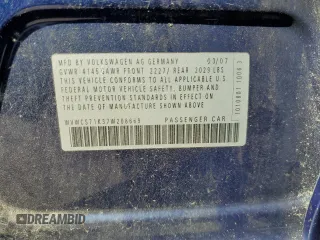 MFD BY VOLKSWAGEN AG GERMANY 03/07
GVWR 4145 GAWR FRONT 2227/ REAR 2029 LBS
THIS VEHICLE CONFORMS TO ALL APPLICABLE U.S.
FEDERAL MOTOR VEHICLE SAFETY, BUMPER, AND
THEFT PREVENTION STANDARDS IN EFFECT ON THE
DATE OF MANUFACTURE SHOWN ABOVE.
PASSENGER CAR
© DREAMBID